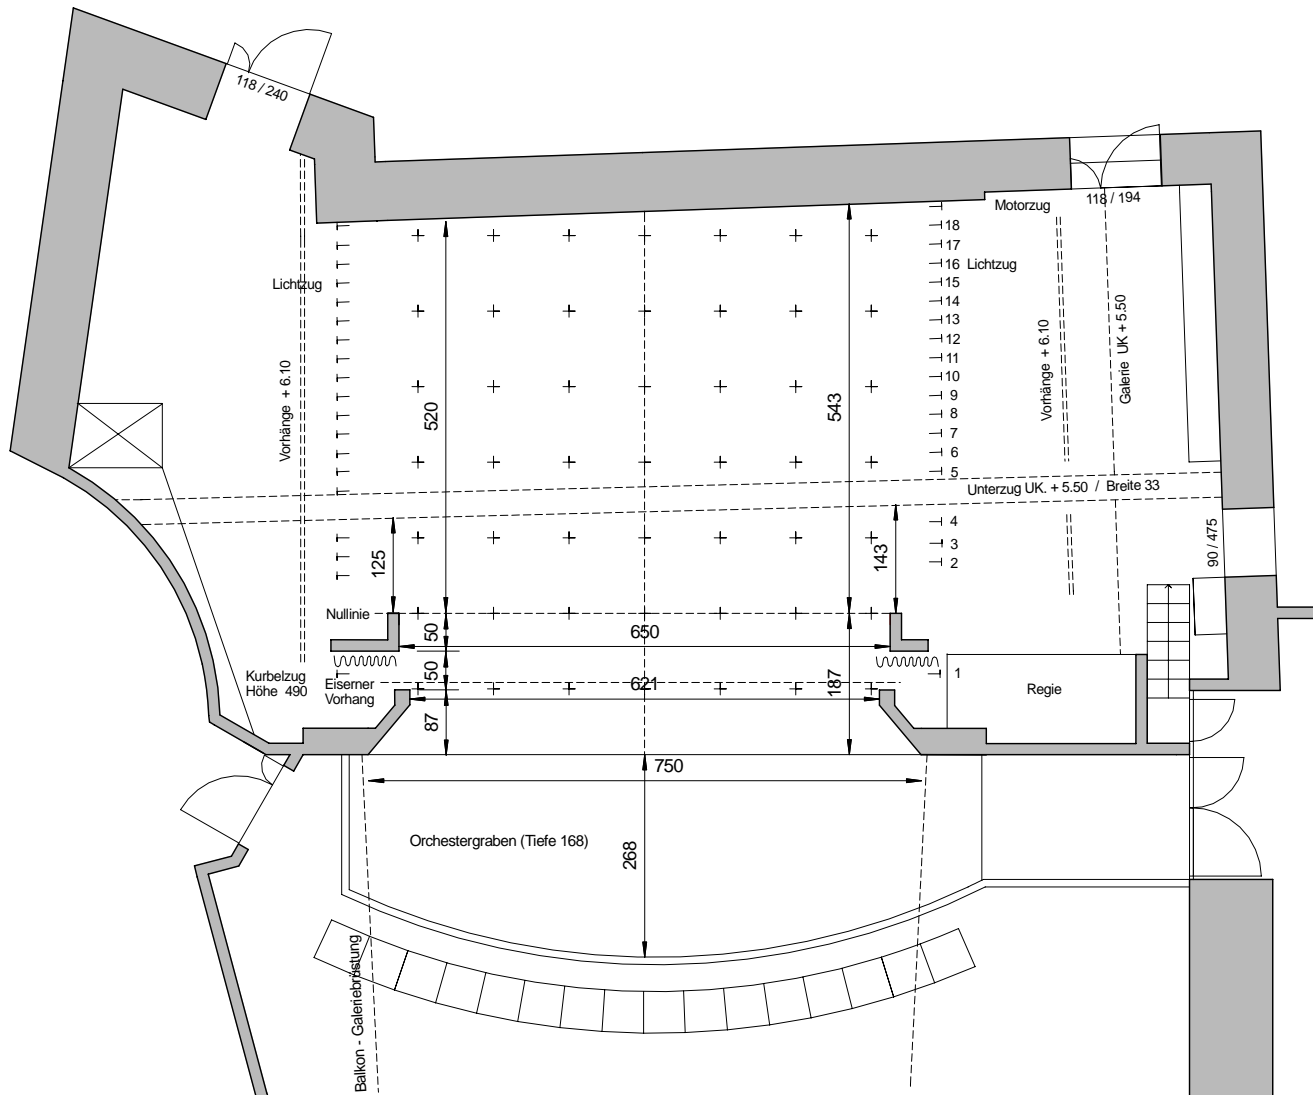 118 / 240
Motorzug
118 / 194
18
17
16 Lichtzug
15
14
13
12
11
10
9
8
7
6
5
Lichtzug
Vorhänge + 6.10
520
543
Vorhänge + 6.10
Galerie UK + 5.50
Unterzug UK. + 5.50 / Breite 33
4
3
2
125
143
90 / 475
Nullinie
50
650
50
187
Kurbelzug
Höhe 490
Eiserner
Vorhang
621
1
Regie
87
750
Orchestergraben (Tiefe 168)
268
Balkon - Galeriebrüstung